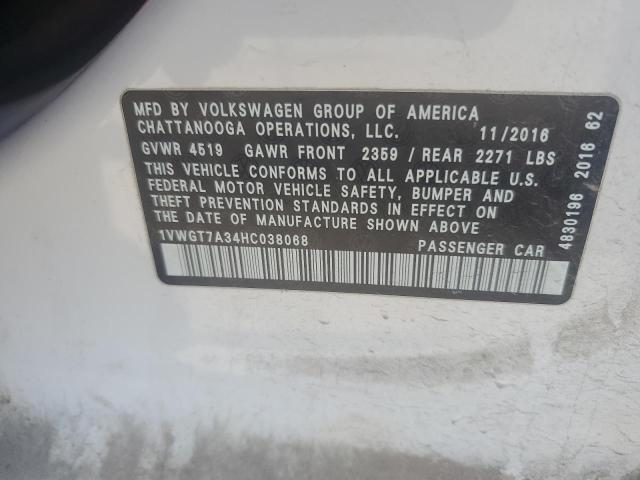 MFD BY VOLKSWAGEN GROUP OF AMERICA
CHATTANOOGA OPERATIONS, LLC. 11/2016
GVWR 4519 GAWR FRONT 2359 / REAR 2271 LBS
THIS VEHICLE CONFORMS TO ALL APPLICABLE U.S.
FEDERAL MOTOR VEHICLE SAFETY, BUMPER AND
THEFT PREVENTION STANDARDS IN EFFECT ON
THE DATE OF MANUFACTURE SHOWN ABOVE
1VWGT7A34HC038068 PASSENGER CAR
4830196 2016 62